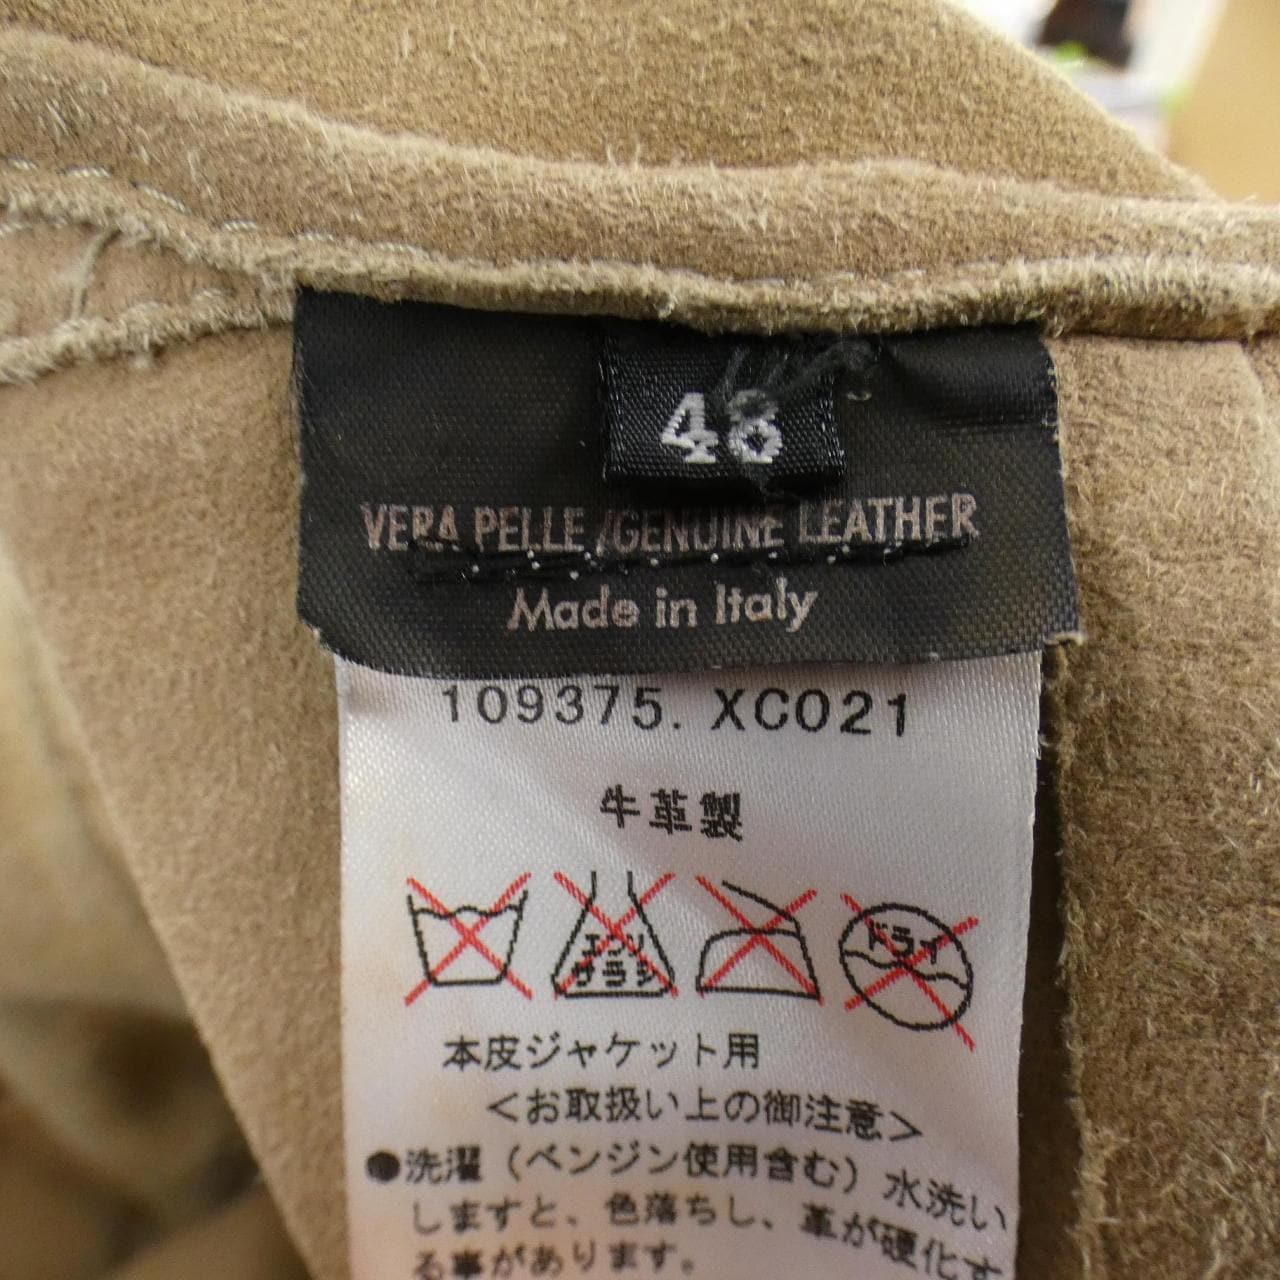 46
VERA PELLE/GENUINE LEATHER
Made in Italy
109375. XC021
牛革製
エンソ
サラシ
ドライ
本皮ジャケット用
<お取扱い上の御注意>
●洗濯（ベンジン使用含む）水洗い
しますと、色落ちし、革が硬化す
る事があります。